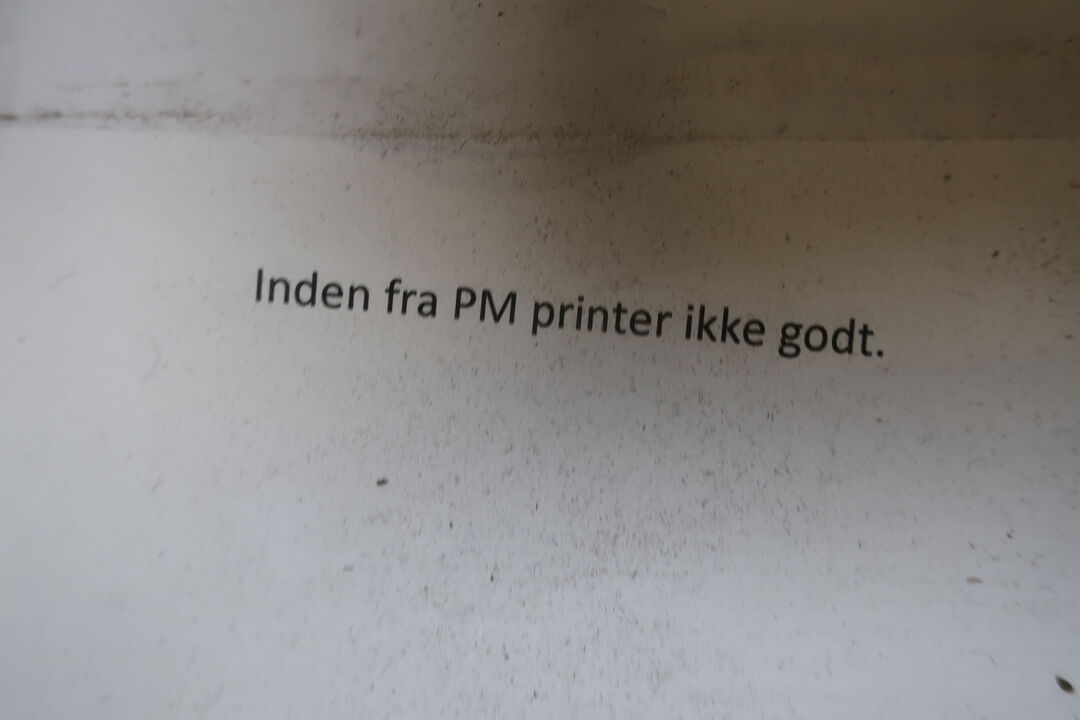 Inden fra PM printer ikke godt.